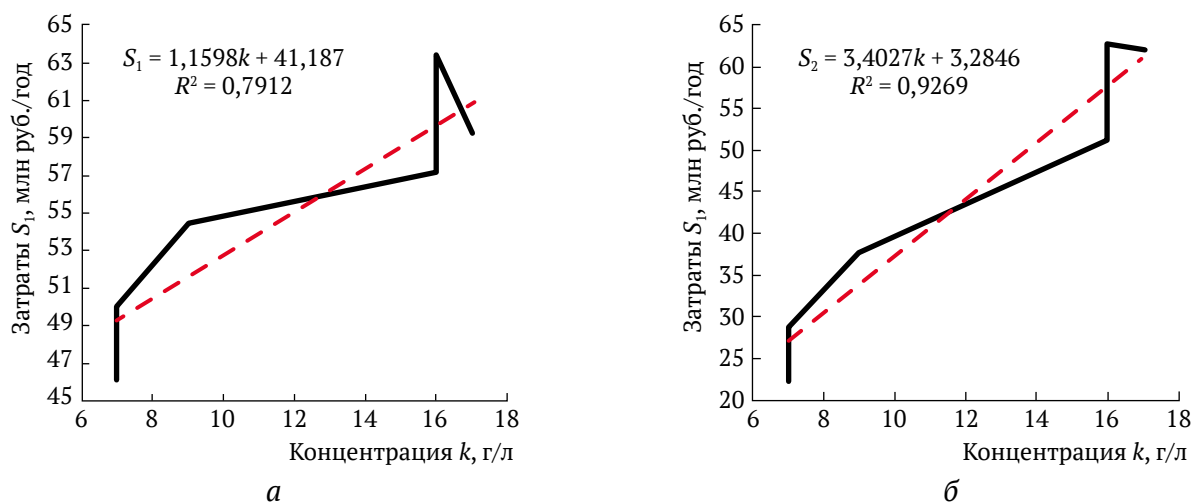 S₁ = 1,1598k + 41,187
R² = 0,7912
Затраты S₁, млн руб./год
65
63
61
59
57
55
53
51
49
47
45
6 8 10 12 14 16 18
Концентрация k, г/л
а
S₂ = 3,4027k + 3,2846
R² = 0,9269
Затраты S₁, млн руб./год
65
60
55
50
45
40
35
30
25
20
6 8 10 12 14 16 18
Концентрация k, г/л
б